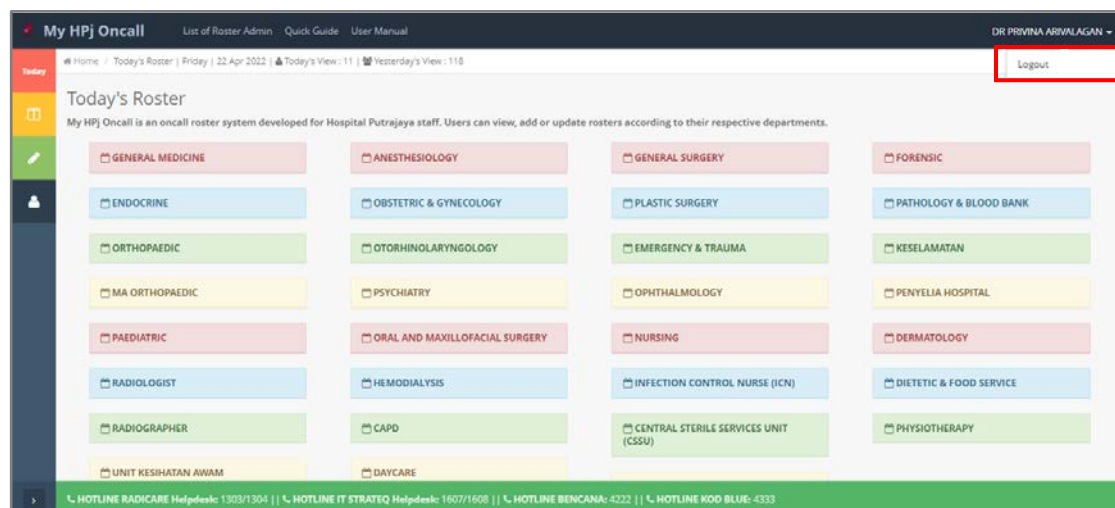 My HPj Oncall List of Roster Admin Quick Guide User Manual DR PRIVINA ARIVALAGAN
Today
Home / Today's Roster | Friday | 22 Apr 2022 | Today's View : 11 | Yesterday's View : 118
Logout
Today's Roster
My HPj Oncall is an oncall roster system developed for Hospital Putrajaya staff. Users can view, add or update rosters according to their respective departments.
GENERAL MEDICINE ANESTHESIOLOGY GENERAL SURGERY FORENSIC
ENDOCRINE OBSTETRIC & GYNECOLOGY PLASTIC SURGERY PATHOLOGY & BLOOD BANK
ORTHOPAEDIC OTORHINOLARYNGOLOGY EMERGENCY & TRAUMA KESELAMATAN
MA ORTHOPAEDIC PSYCHIATRY OPHTHALMOLOGY PENYELIA HOSPITAL
PAEDIATRIC ORAL AND MAXILLOFACIAL SURGERY NURSING DERMATOLOGY
RADIOLOGIST HEMODIALYSIS INFECTION CONTROL NURSE (ICN) DIETETIC & FOOD SERVICE
RADIOGRAPHER CAPD CENTRAL STERILE SERVICES UNIT PHYSIOTHERAPY
(CSSU)
UNIT KESIHATAN AWAM DAYCARE
HOTLINE RADICARE Helpdesk: 1303/1304 || HOTLINE IT STRATEQ Helpdesk: 1607/1608 || HOTLINE BENCANA: 4222 || HOTLINE KOD BLUE: 4333